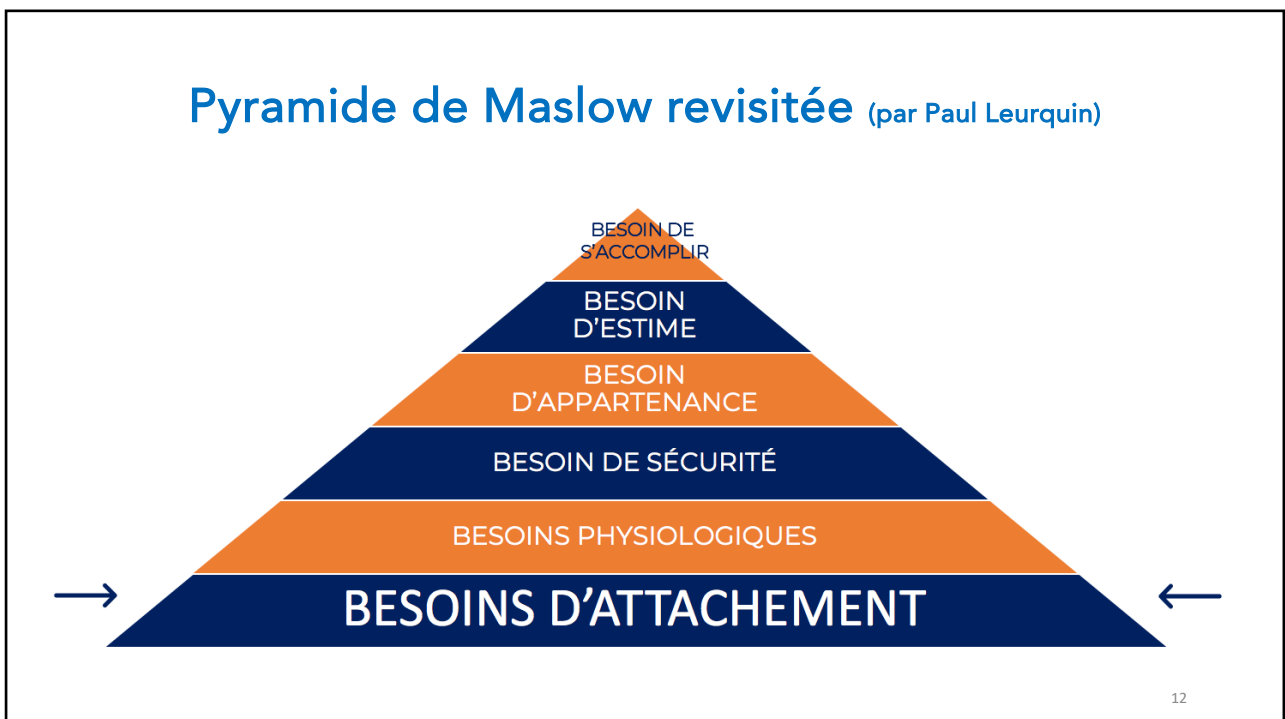 Pyramide de Maslow revisitée (par Paul Leurquin)
BESOIN DE
S'ACCOMPLIR
BESOIN
D'ESTIME
BESOIN
D'APPARTENANCE
BESOIN DE SÉCURITÉ
BESOINS PHYSIOLOGIQUES
BESOINS D'ATTACHEMENT
12